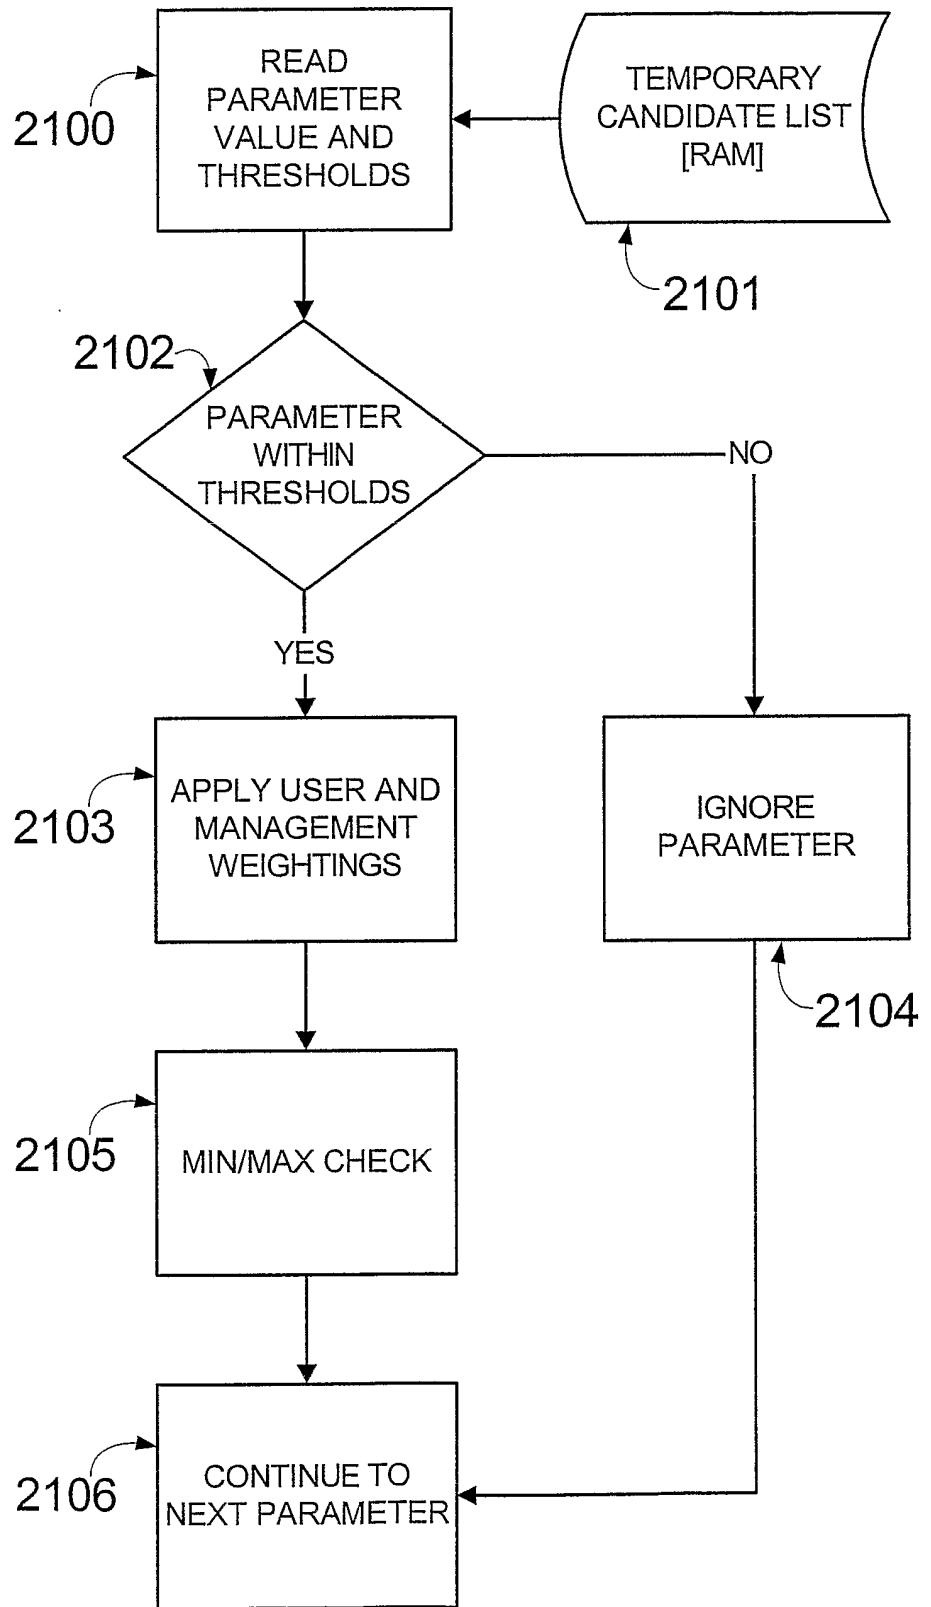 READ
PARAMETER
VALUE AND
THRESHOLDS
2100
TEMPORARY
CANDIDATE LIST
[RAM]
2101
2102
PARAMETER
WITHIN
THRESHOLDS
NO
YES
APPLY USER AND
MANAGEMENT
WEIGHTINGS
2103
IGNORE
PARAMETER
2104
MIN/MAX CHECK
2105
CONTINUE TO
NEXT PARAMETER
2106